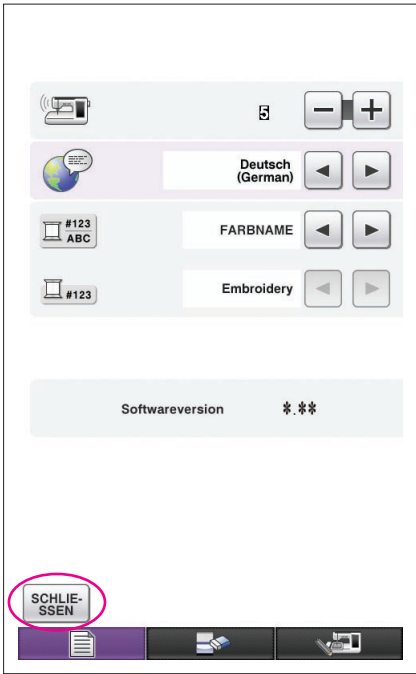 5
Deutsch
(German)
#123
ABC
FARBNAME
#123
Embroidery
Softwareversion *.**
SCHLIE-
SSEN